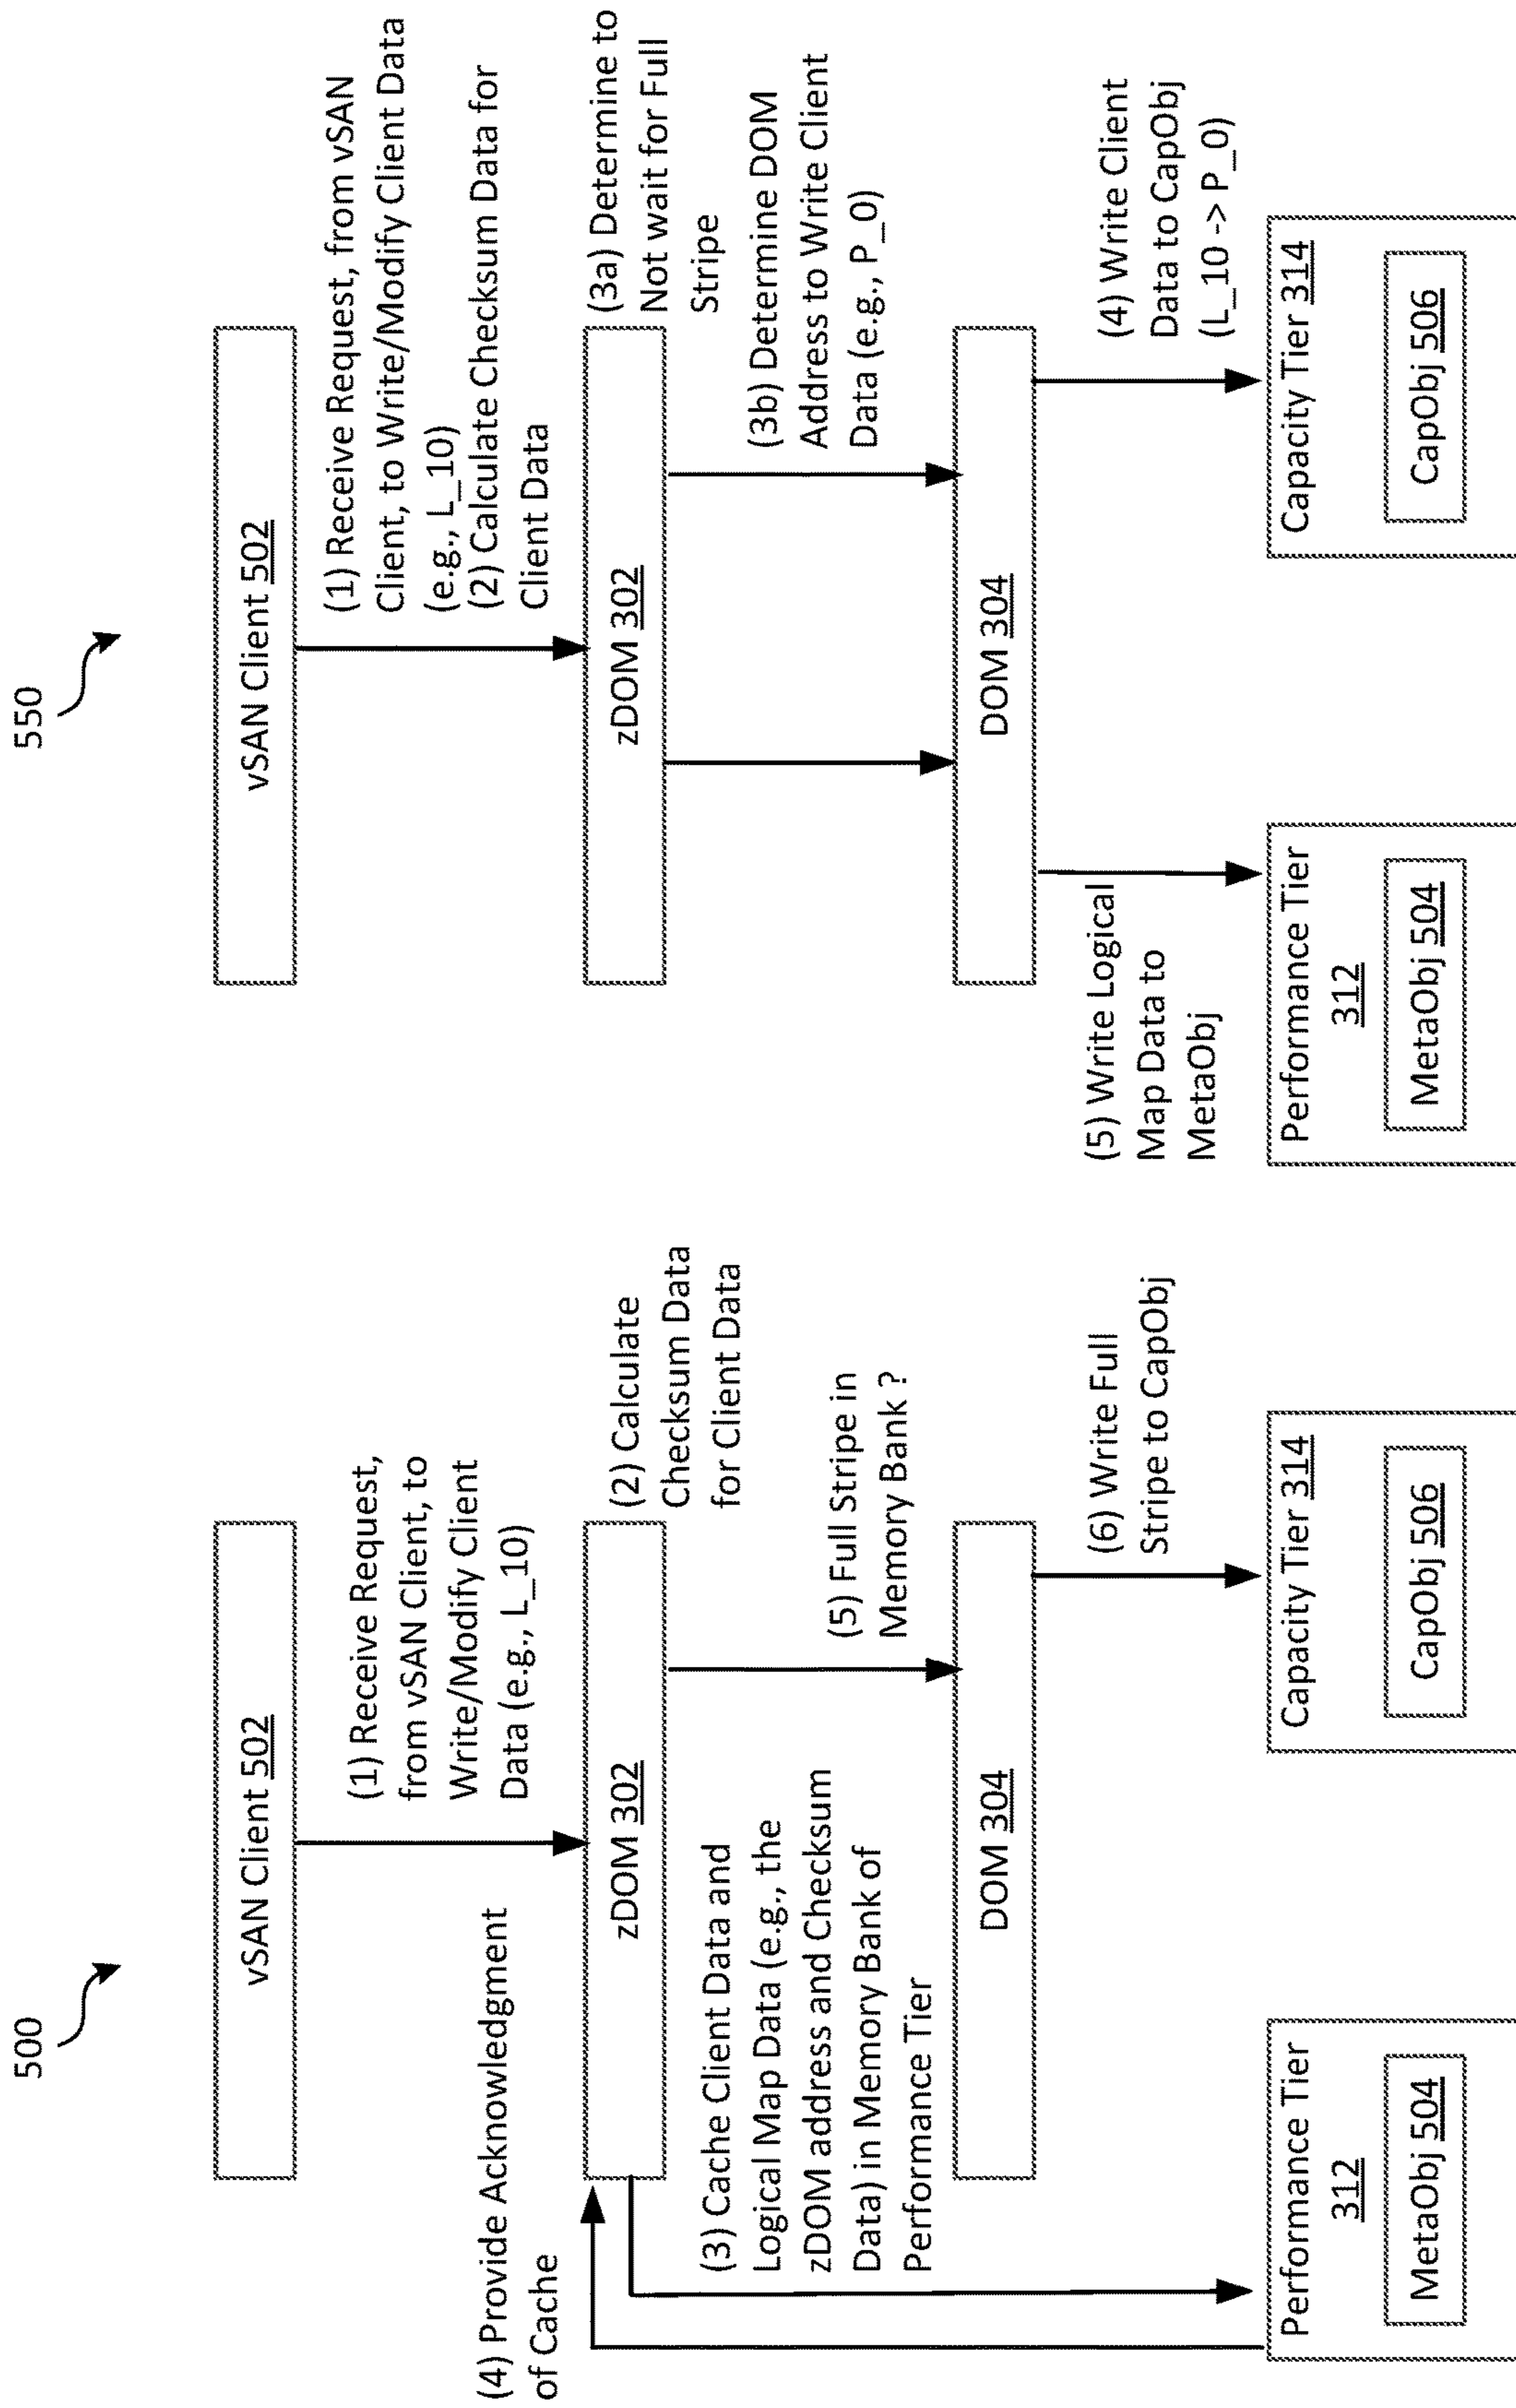 500
vSAN Client 502
(1) Receive Request,
from vSAN Client, to
Write/Modify Client
Data (e.g., L_10)
(4) Provide Acknowledgment
of Cache
zDOM 302
(2) Calculate
Checksum Data
for Client Data
(3) Cache Client Data and
Logical Map Data (e.g., the
zDOM address and Checksum
Data) in Memory Bank of
Performance Tier
(5) Full Stripe in
Memory Bank ?
DOM 304
(6) Write Full
Stripe to CapObj
Performance Tier
312
MetaObj 504
Capacity Tier 314
CapObj 506
550
vSAN Client 502
(1) Receive Request, from vSAN
Client, to Write/Modify Client Data
(e.g., L_10)
(2) Calculate Checksum Data for
Client Data
zDOM 302
(3a) Determine to
Not wait for Full
Stripe
(3b) Determine DOM
Address to Write Client
Data (e.g., P_0)
DOM 304
(4) Write Client
Data to CapObj
(L_10 -> P_0)
(5) Write Logical
Map Data to
MetaObj
Performance Tier
312
MetaObj 504
Capacity Tier 314
CapObj 506